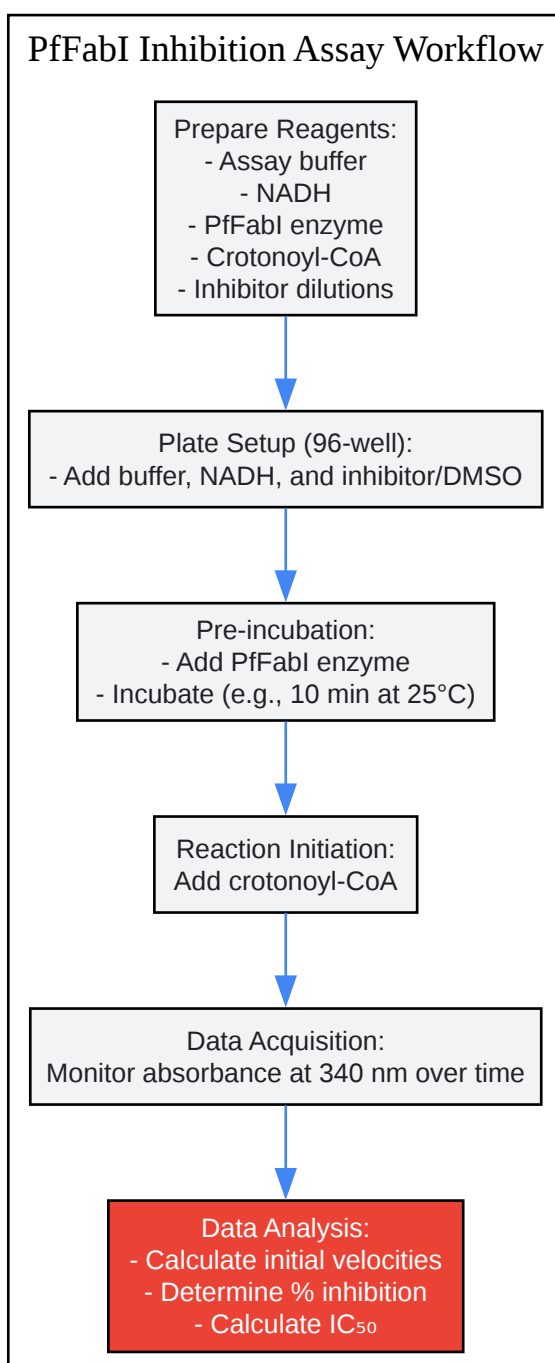 PfFabI Inhibition Assay Workflow
Prepare Reagents:
- Assay buffer
- NADH
- PfFabI enzyme
- Crotonoyl-CoA
- Inhibitor dilutions
Plate Setup (96-well):
- Add buffer, NADH, and inhibitor/DMSO
Pre-incubation:
- Add PfFabI enzyme
- Incubate (e.g., 10 min at 25°C)
Reaction Initiation:
Add crotonoyl-CoA
Data Acquisition:
Monitor absorbance at 340 nm over time
Data Analysis:
- Calculate initial velocities
- Determine % inhibition
- Calculate IC₅₀